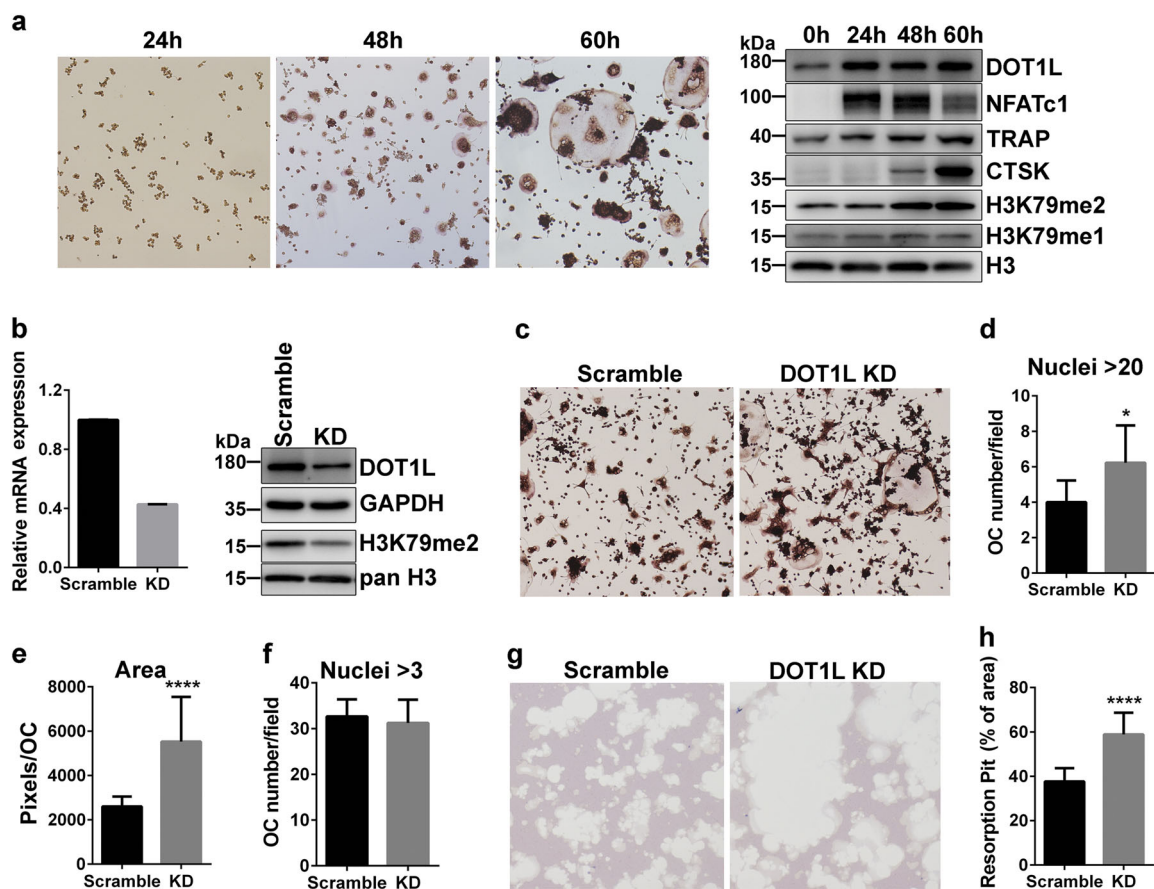 a
24h 48h 60h
kDa 0h 24h 48h 60h
180 DOT1L
100 NFATc1
40 TRAP
35 CTSK
15 H3K79me2
15 H3K79me1
15 H3
b
Relative mRNA expression
1.2
0.8
0.4
0.0
Scramble KD
kDa Scramble KD
180 DOT1L
35 GAPDH
15 H3K79me2
15 pan H3
c
Scramble DOT1L KD
d
Nuclei >20
OC number/field
10
8
6
4
2
0
*
Scramble KD
e
Area
Pixels/OC
8000
6000
4000
2000
0
****
Scramble KD
f
Nuclei >3
OC number/field
40
30
20
10
0
Scramble KD
g
Scramble DOT1L KD
h
Resorption Pit (% of area)
80
60
40
20
0
****
Scramble KD